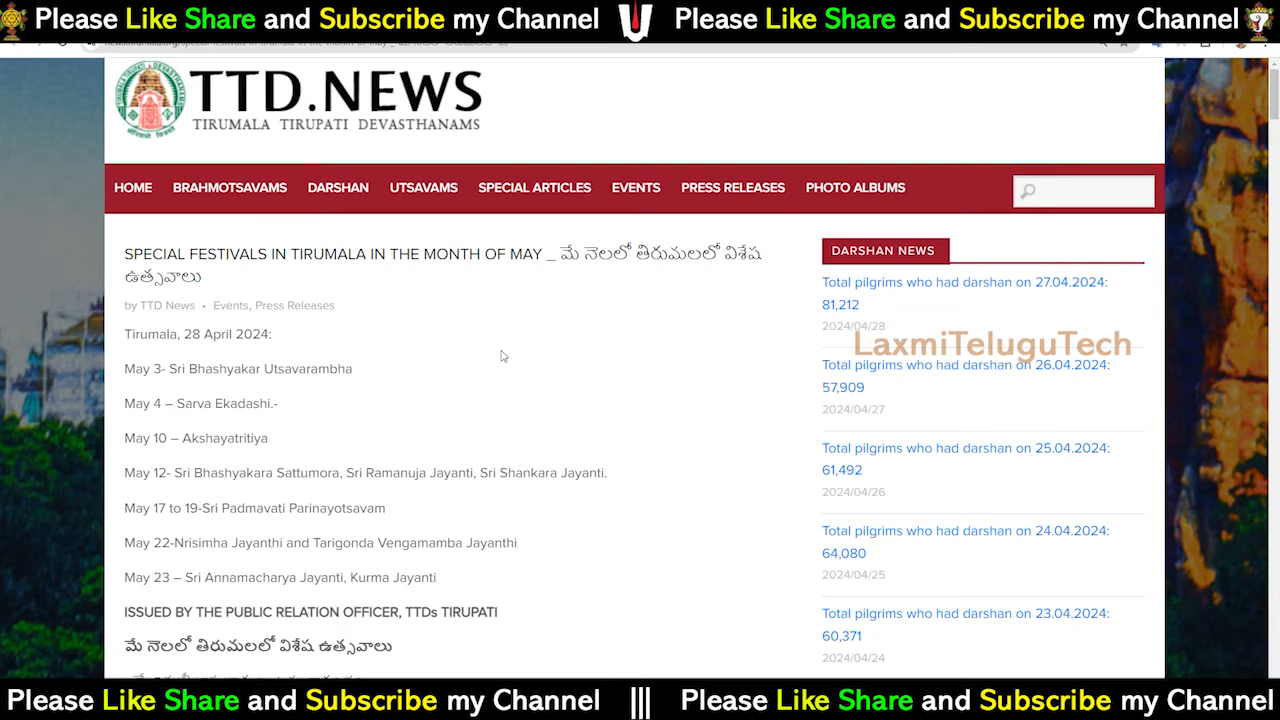 Please Like Share and Subscribe my Channel Please Like Share and Subscribe my Channel
TTD.NEWS
TIRUMALA TIRUPATI DEVASTHANAMS
HOME BRAHMOTSAVAMS DARSHAN UTSAVAMS SPECIAL ARTICLES EVENTS PRESS RELEASES PHOTO ALBUMS
SPECIAL FESTIVALS IN TIRUMALA IN THE MONTH OF MAY _ మే నెలలో తిరుమలలో విశేష
ఉత్సవాలు
by TTD News • Events, Press Releases
Tirumala, 28 April 2024:
May 3- Sri Bhashyakar Utsavarambha
May 4 – Sarva Ekadashi.-
May 10 – Akshayatritiya
May 12- Sri Bhashyakara Sattumora, Sri Ramanuja Jayanti, Sri Shankara Jayanti.
May 17 to 19-Sri Padmavati Parinayotsavam
May 22-Nrisimha Jayanthi and Tarigonda Vengamamba Jayanthi
May 23 – Sri Annamacharya Jayanti, Kurma Jayanti
ISSUED BY THE PUBLIC RELATION OFFICER, TTDs TIRUPATI
మే నెలలో తిరుమలలో విశేష ఉత్సవాలు
DARSHAN NEWS
Total pilgrims who had darshan on 27.04.2024:
81,212
2024/04/28
LaxmiTeluguTech
Total pilgrims who had darshan on 26.04.2024:
57,909
2024/04/27
Total pilgrims who had darshan on 25.04.2024:
61,492
2024/04/26
Total pilgrims who had darshan on 24.04.2024:
64,080
2024/04/25
Total pilgrims who had darshan on 23.04.2024:
60,371
2024/04/24
Please Like Share and Subscribe my Channel ||| Please Like Share and Subscribe my Channel